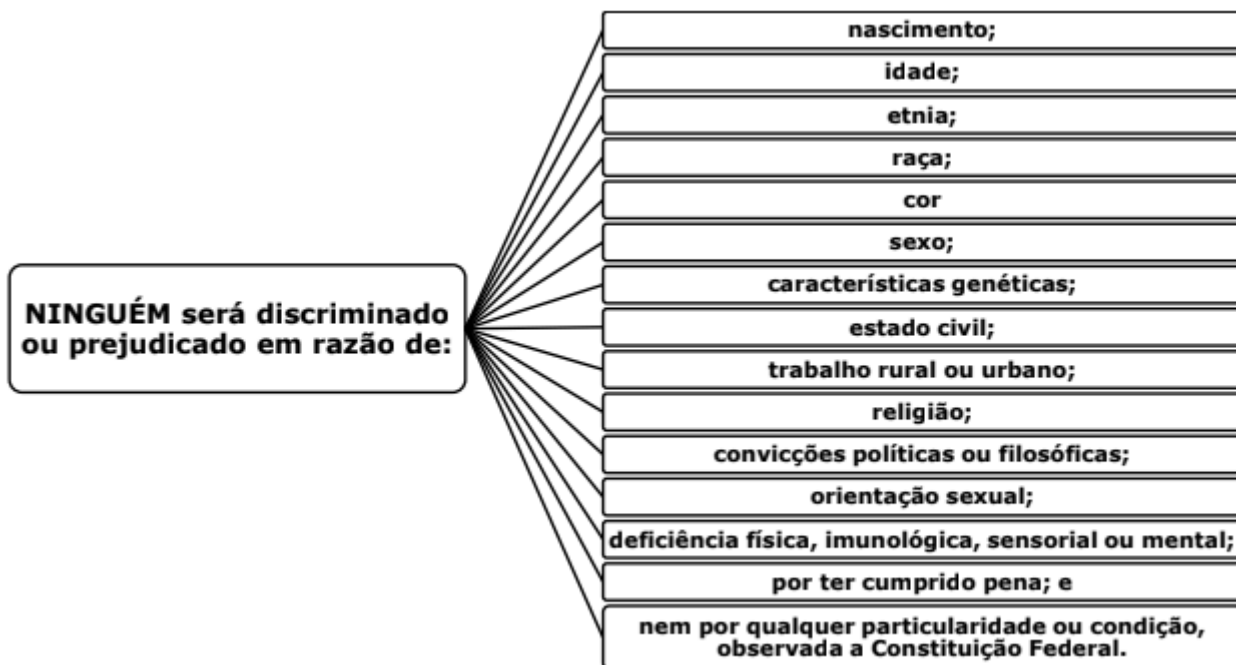 NINGUÉM será discriminado
ou prejudicado em razão de:
nascimento;
idade;
etnia;
raça;
cor
sexo;
características genéticas;
estado civil;
trabalho rural ou urbano;
religião;
convicções políticas ou filosóficas;
orientação sexual;
deficiência física, imunológica, sensorial ou mental;
por ter cumprido pena; e
nem por qualquer particularidade ou condição,
observada a Constituição Federal.